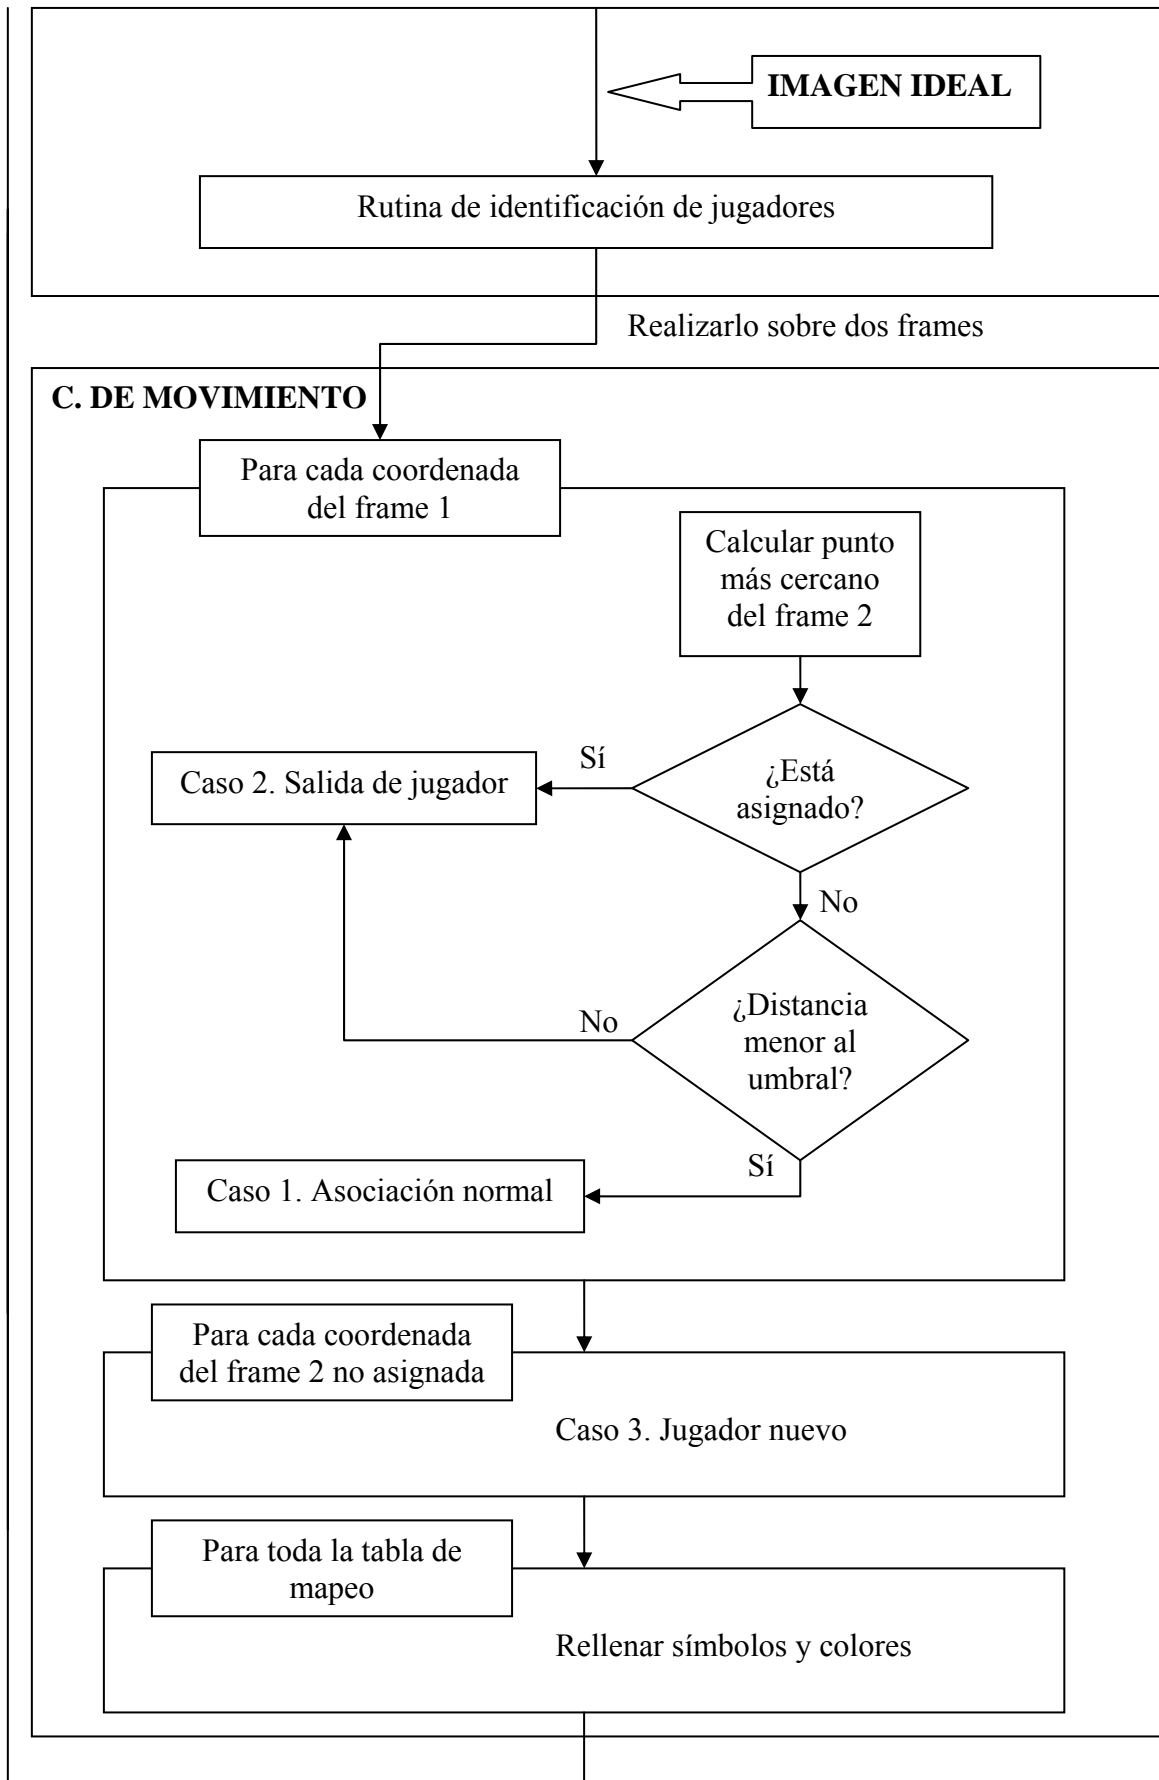 IMAGEN IDEAL
Rutina de identificación de jugadores
Realizarlo sobre dos frames
C. DE MOVIMIENTO
Para cada coordenada
del frame 1
Calcular punto
más cercano
del frame 2
Sí
¿Está
asignado?
Caso 2. Salida de jugador
No
¿Distancia
menor al
umbral?
No
Sí
Caso 1. Asociación normal
Para cada coordenada
del frame 2 no asignada
Caso 3. Jugador nuevo
Para toda la tabla de
mapeo
Rellenar símbolos y colores